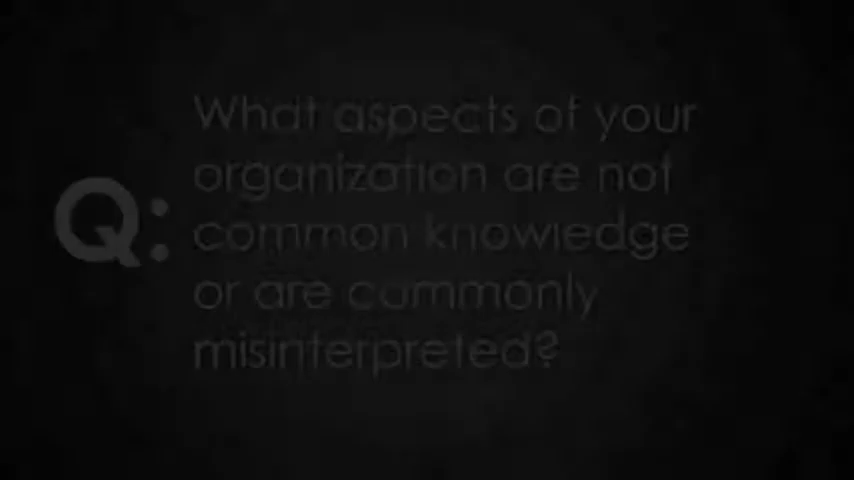 Q:
What aspects of your
organization are not
common knowledge
or are commonly
misinterpreted?